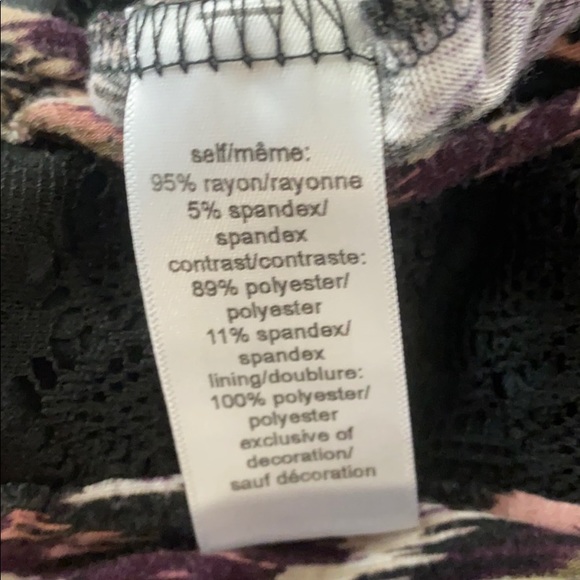 self/même:
95% rayon/rayonne
5% spandex/
spandex
contrast/contraste:
89% polyester/
polyester
11% spandex/
spandex
lining/doublure:
100% polyester/
polyester
exclusive of
decoration/
sauf décoration